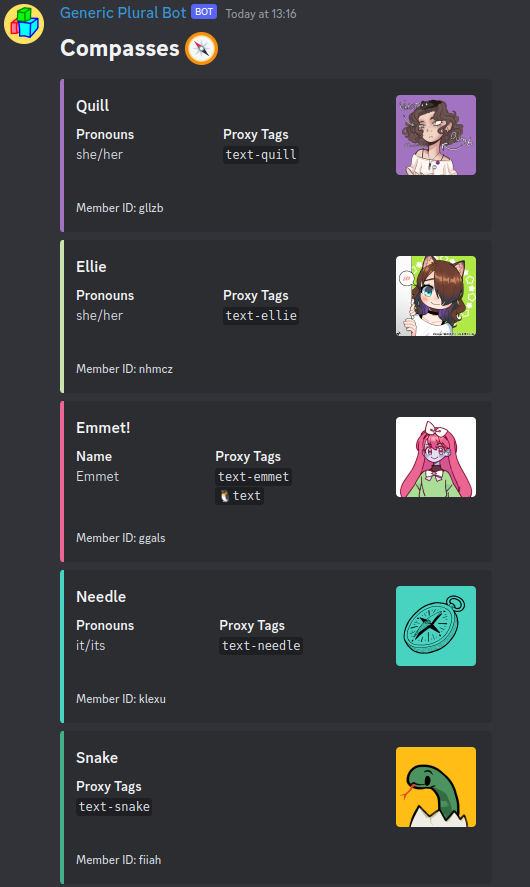 Generic Plural Bot BOT Today at 13:16
Compasses
Quill
Pronouns Proxy Tags
she/her text-quill
Member ID: gllzb
Ellie
Pronouns Proxy Tags
she/her text-ellie
Member ID: nhmcz
Emmet!
Name Proxy Tags
Emmet text-emmet
🐧text
Member ID: ggals
Needle
Pronouns Proxy Tags
it/its text-needle
Member ID: klexu
Snake
Proxy Tags
text-snake
Member ID: fiiah